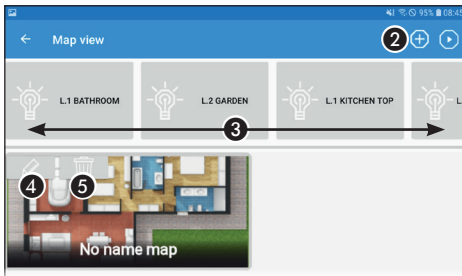 95% 08:45
Map view
2
L.1 BATHROOM
L.2 GARDEN
L.1 KITCHEN TOP
L.
3
4
5
No name map